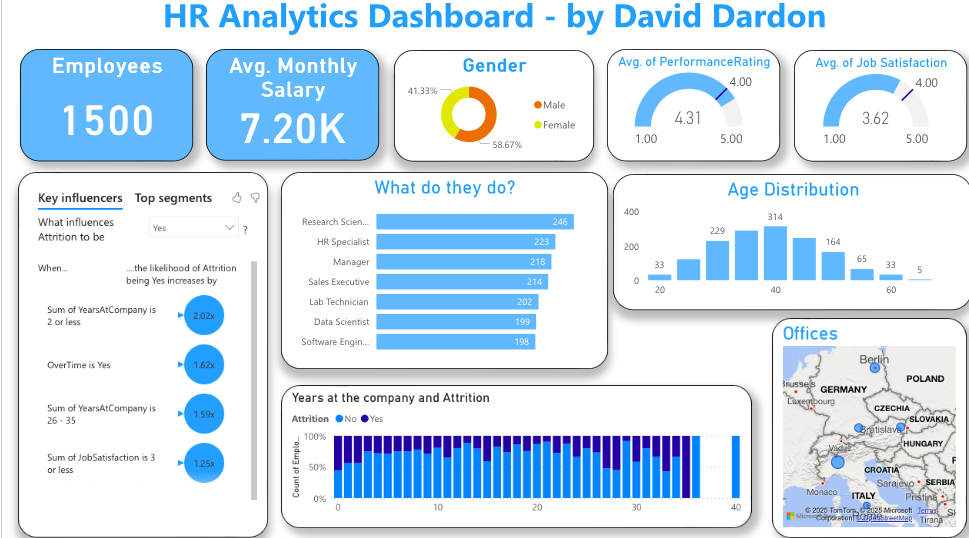 HR Analytics Dashboard - by David Dardon
Employees
1500
Avg. Monthly
Salary
7.20K
Gender
41.33%
58.67%
Male
Female
Avg. of PerformanceRating
4.00
4.31
1.00
5.00
Avg. of Job Satisfaction
4.00
3.62
1.00
5.00
Key influencers
Top segments
What influences
Attrition to be
Yes
?
When...
....the likelihood of Attrition
being Yes increases by
Sum of YearsAtCompany is
2 or less
2.02x
OverTime is Yes
1.62x
Sum of YearsAtCompany is
26 - 35
1.59x
Sum of JobSatisfaction is 3
or less
1.25x
What do they do?
Research Scien... 246
HR Specialist 223
Manager 218
Sales Executive 214
Lab Technician 202
Data Scientist 199
Software Engin... 198
Age Distribution
400
200
0
33
229
314
164
65
33
5
20
40
60
Years at the company and Attrition
Attrition No Yes
Count of Emplo...
100%
50%
0%
0
10
20
30
40
Offices
Berlin
POLAND
Brussels
GERMANY
Luxembourg
CZECHIA
SLOVAKIA
Bratislava
Vaduz
HUNGARY
CROATIA
Sarajevo
SERBIA
Monaco
ITALY
Pristina
Rome
Tirana
© 2025 TomTom, © 2025 Microsoft
Corporation, © OpenStreetMap
Terms